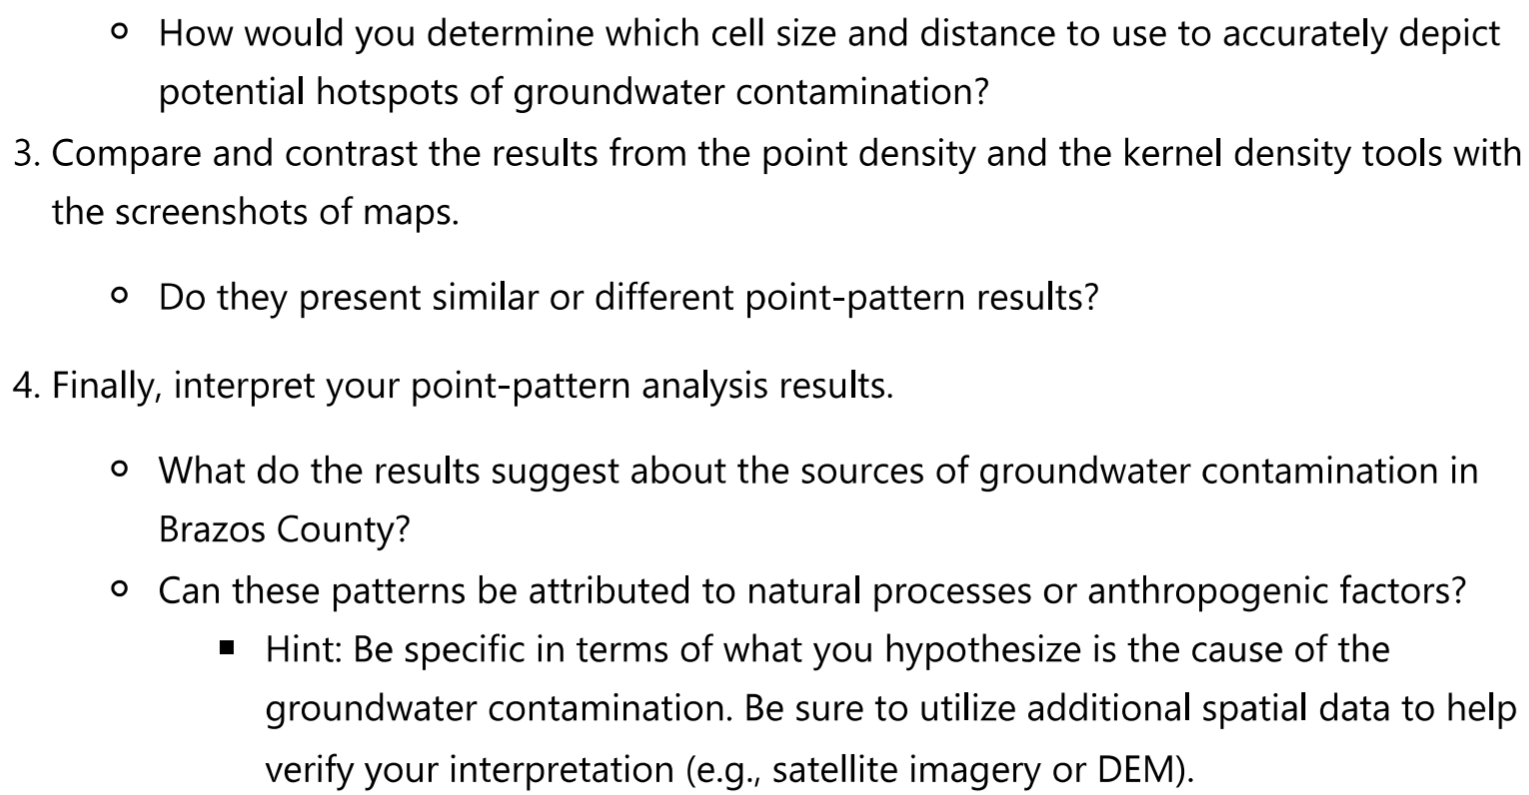 ○ How would you determine which cell size and distance to use to accurately depict
potential hotspots of groundwater contamination?
3. Compare and contrast the results from the point density and the kernel density tools with
the screenshots of maps.
○ Do they present similar or different point-pattern results?
4. Finally, interpret your point-pattern analysis results.
○ What do the results suggest about the sources of groundwater contamination in
Brazos County?
○ Can these patterns be attributed to natural processes or anthropogenic factors?
■ Hint: Be specific in terms of what you hypothesize is the cause of the
groundwater contamination. Be sure to utilize additional spatial data to help
verify your interpretation (e.g., satellite imagery or DEM).